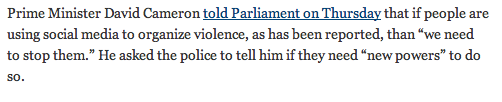 Prime Minister David Cameron told Parliament on Thursday that if people are
using social media to organize violence, as has been reported, than “we need
to stop them.” He asked the police to tell him if they need “new powers” to do
so.